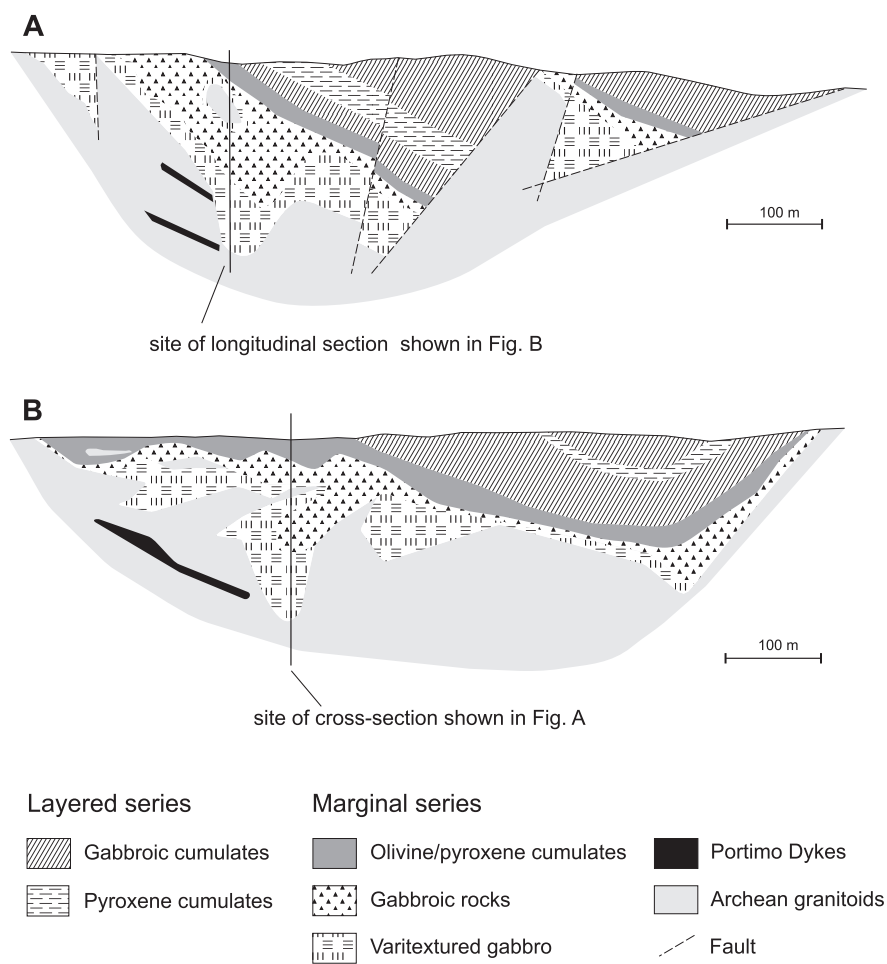 A
100 m
site of longitudinal section shown in Fig. B
B
100 m
site of cross-section shown in Fig. A
Layered series
Marginal series
Gabbroic cumulates
Olivine/pyroxene cumulates
Portimo Dykes
Pyroxene cumulates
Gabbroic rocks
Archean granitoids
Varitextured gabbro
Fault